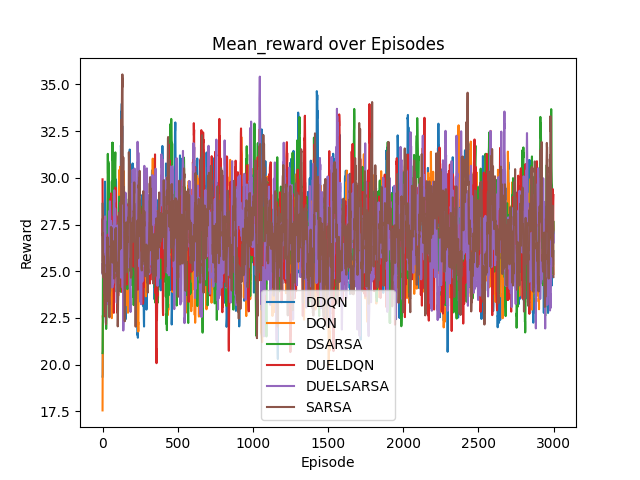 Mean_reward over Episodes
Reward
35.0
32.5
30.0
27.5
25.0
22.5
20.0
17.5
DDQN
DQN
DSARSA
DUELDQN
DUELSARSA
SARSA
0 500 1000 1500 2000 2500 3000
Episode